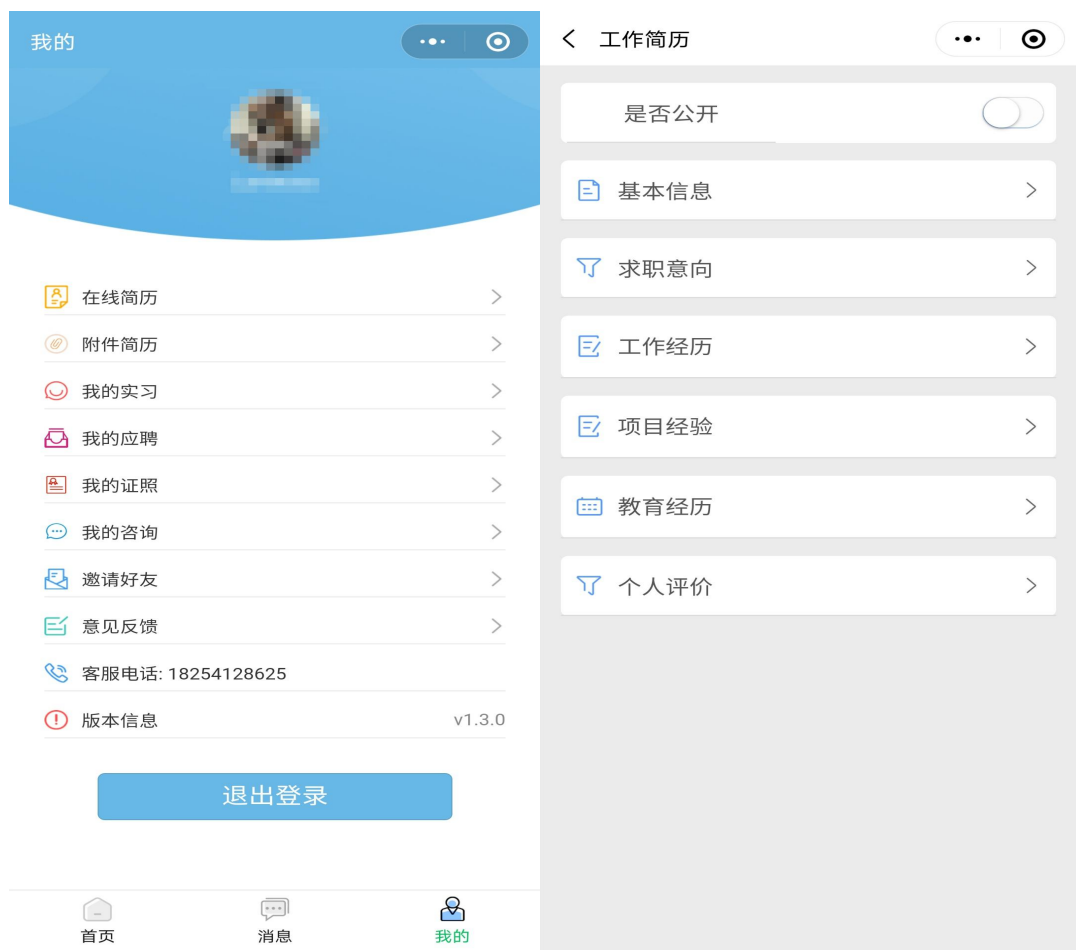 我的
在线简历
附件简历
我的实习
我的应聘
我的证照
我的咨询
邀请好友
意见反馈
客服电话: 18254128625
版本信息 v1.3.0
退出登录
首页 消息 我的
工作简历
是否公开
基本信息
求职意向
工作经历
项目经验
教育经历
个人评价